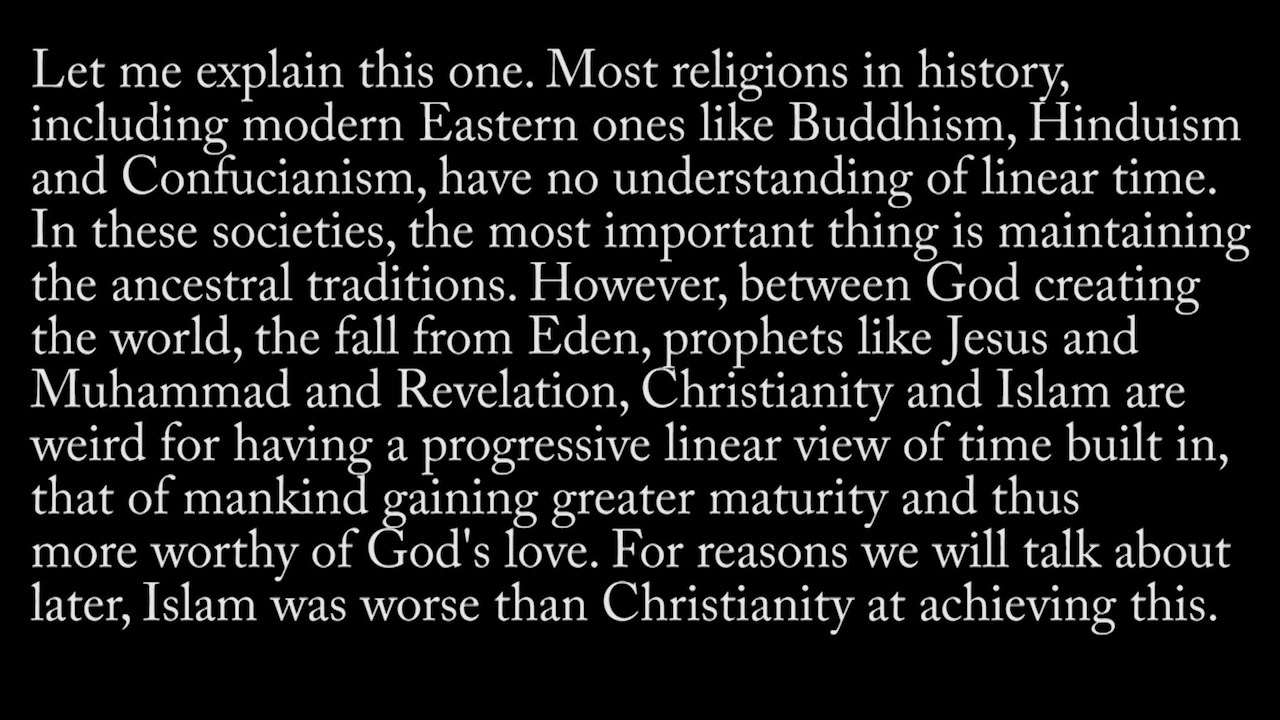 Let me explain this one. Most religions in history,
including modern Eastern ones like Buddhism, Hinduism
and Confucianism, have no understanding of linear time.
In these societies, the most important thing is maintaining
the ancestral traditions. However, between God creating
the world, the fall from Eden, prophets like Jesus and
Muhammad and Revelation, Christianity and Islam are
weird for having a progressive linear view of time built in,
that of mankind gaining greater maturity and thus
more worthy of God's love. For reasons we will talk about
later, Islam was worse than Christianity at achieving this.